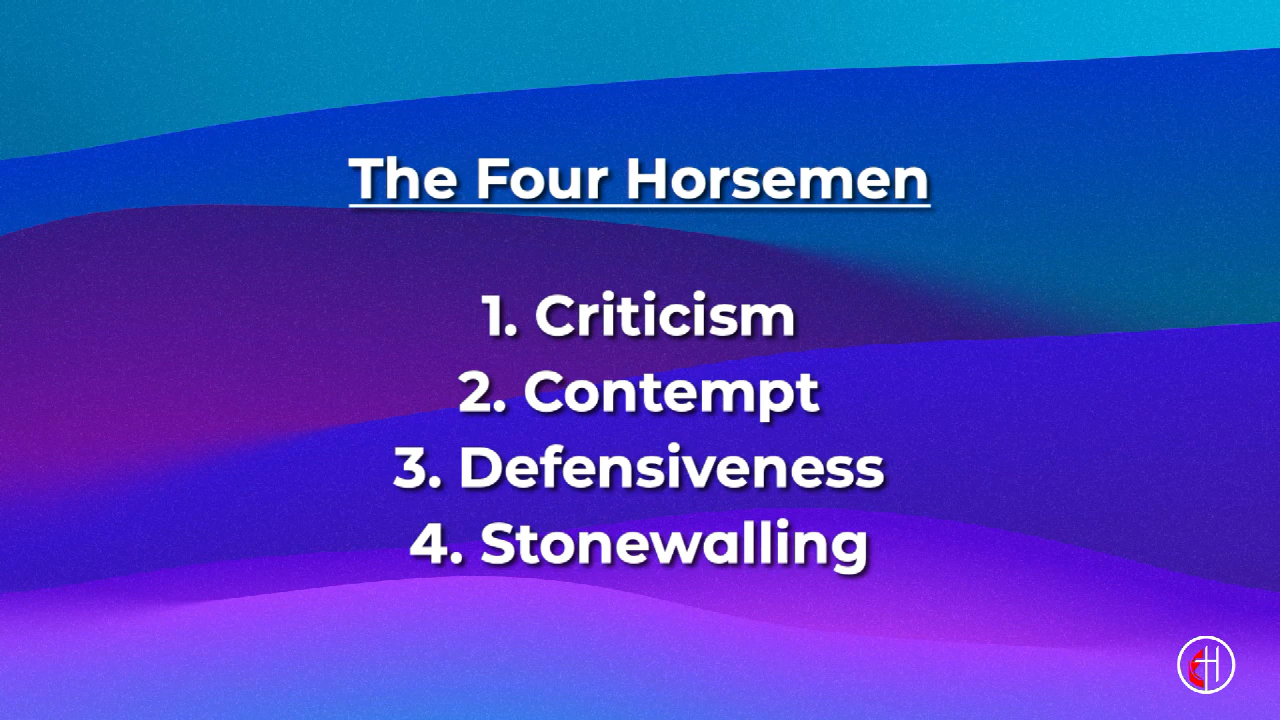 The Four Horsemen
1. Criticism
2. Contempt
3. Defensiveness
4. Stonewalling